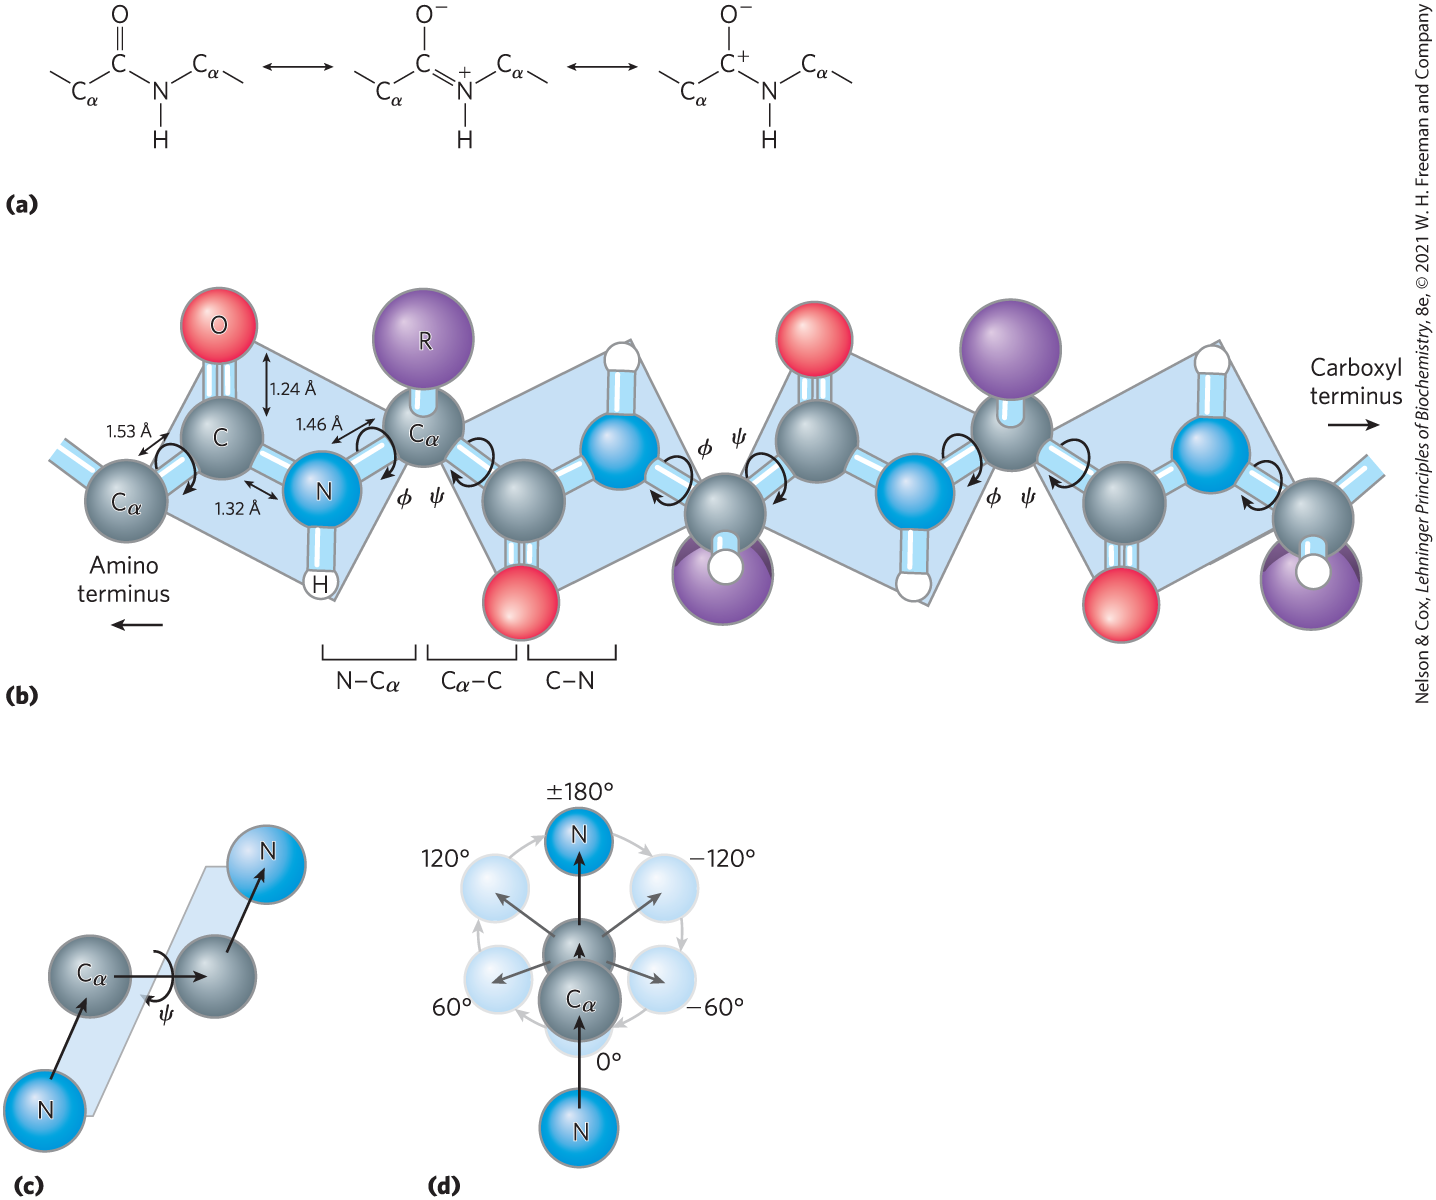 O O⁻ O⁻
C Cα C Cα C⁺ Cα
Cα N Cα N⁺ Cα N
H H H
(a)
O
R
1.24 Å
Carboxyl
terminus
1.53 Å
C
1.46 Å
Cα
ϕ ψ
Cα
1.32 Å
N
ϕ ψ
ϕ ψ
H
Amino
terminus
N–Cα Cα–C C–N
(b)
N
Cα
ψ
N
(c)
±180°
N
120° −120°
Cα
60° −60°
0°
N
(d)
Nelson & Cox, Lehninger Principles of Biochemistry, 8e, © 2021 W. H. Freeman and Company